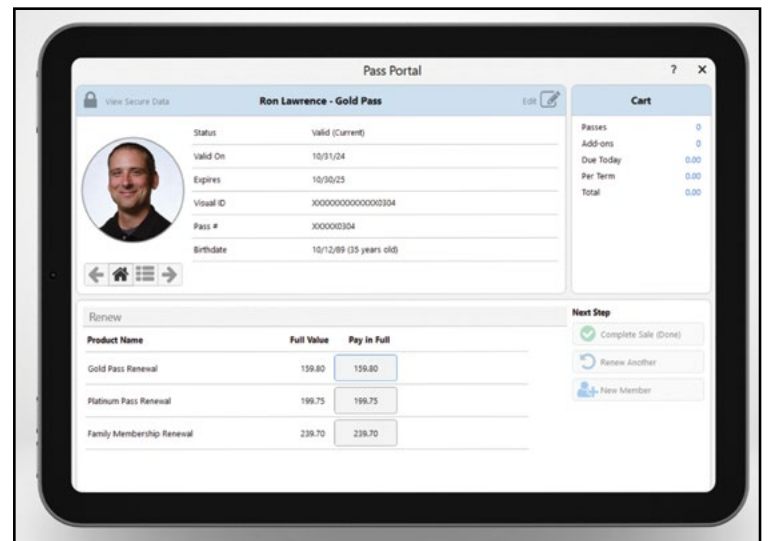 Pass Portal
? X
View Secure Data
Ron Lawrence - Gold Pass
Edit
Cart
Status Valid (Current)
Valid On 10/31/24
Expires 10/30/25
Visual ID XXXXXXXXXXXXXX0304
Pass # XXXXX0304
Birthdate 10/12/89 (35 years old)
Passes 0
Add-ons 0
Due Today 0.00
Per Term 0.00
Total 0.00
Renew
Product Name Full Value Pay in Full
Gold Pass Renewal 159.80 159.80
Platinum Pass Renewal 199.75 199.75
Family Membership Renewal 239.70 239.70
Next Step
Complete Sale (Done)
Renew Another
New Member